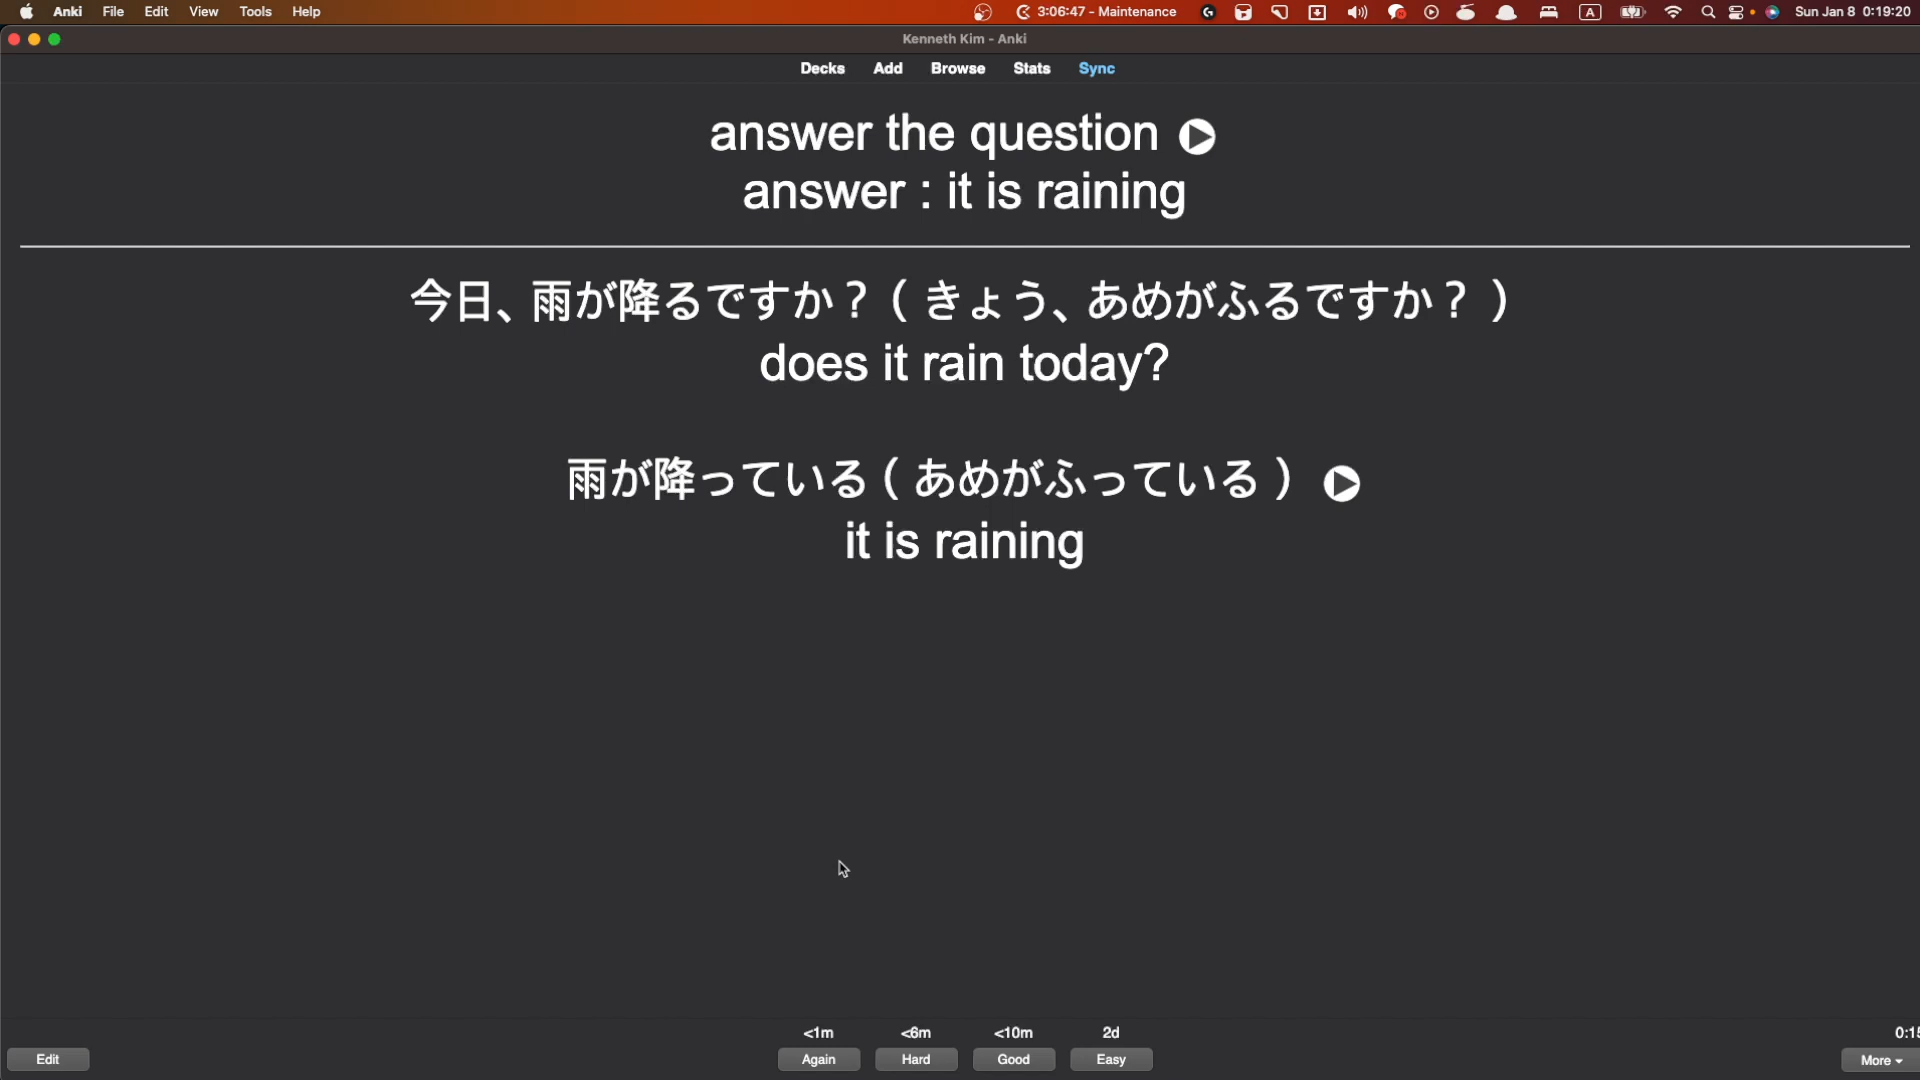 Anki File Edit View Tools Help 3:06:47 - Maintenance A Sun Jan 8 0:19:20
Kenneth Kim - Anki
Decks Add Browse Stats Sync
answer the question
answer : it is raining
今日、雨が降るですか？( きょう、あめがふるですか？ )
does it rain today?
雨が降っている( あめがふっている )
it is raining
<1m <6m <10m 2d
Edit Again Hard Good Easy More